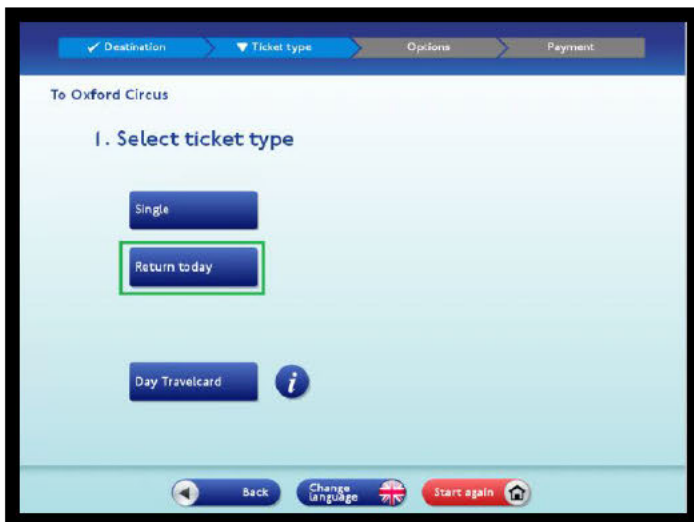 Destination
Ticket type
Options
Payment
To Oxford Circus
1. Select ticket type
Single
Return today
Day Travelcard
i
Back
Change
language
Start again